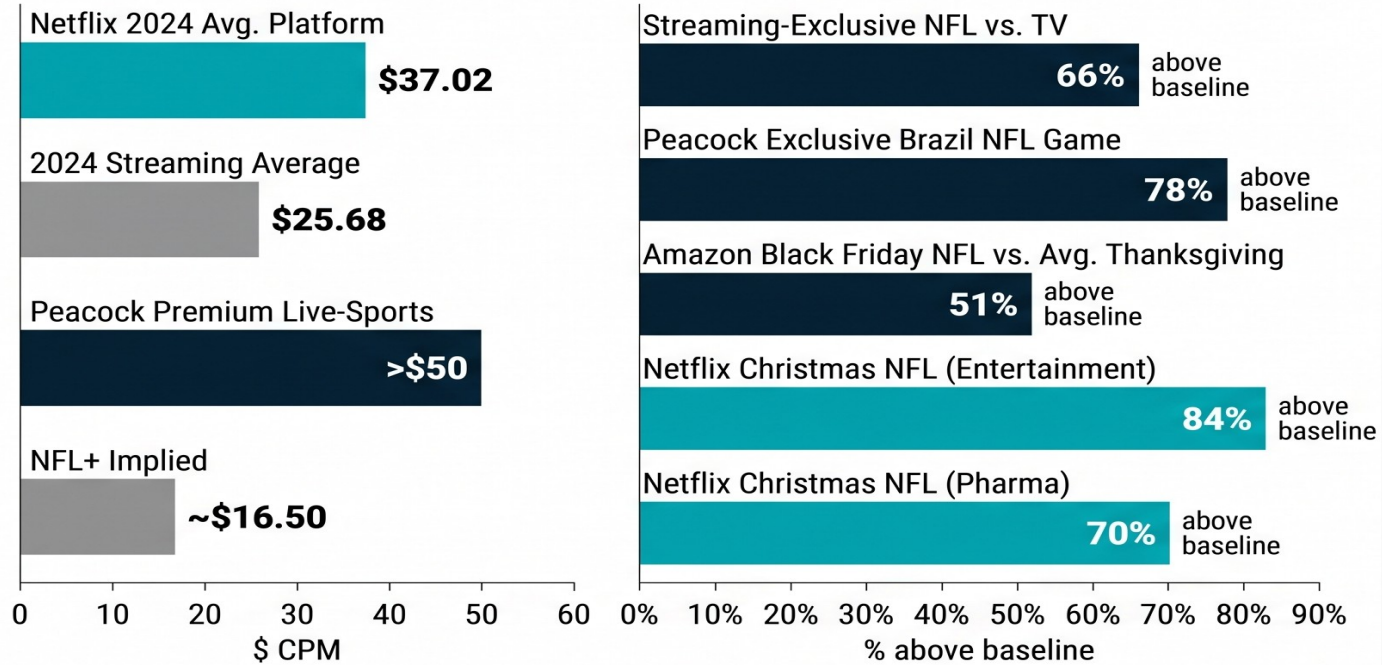 Netflix 2024 Avg. Platform
$37.02
2024 Streaming Average
$25.68
Peacock Premium Live-Sports
>$50
NFL+ Implied
~$16.50
0 10 20 30 40 50 60
$ CPM
Streaming-Exclusive NFL vs. TV
66%
above
baseline
Peacock Exclusive Brazil NFL Game
78%
above
baseline
Amazon Black Friday NFL vs. Avg. Thanksgiving
51%
above
baseline
Netflix Christmas NFL (Entertainment)
84%
above
baseline
Netflix Christmas NFL (Pharma)
70%
above
baseline
0% 10% 20% 30% 40% 50% 60% 70% 80% 90%
% above baseline